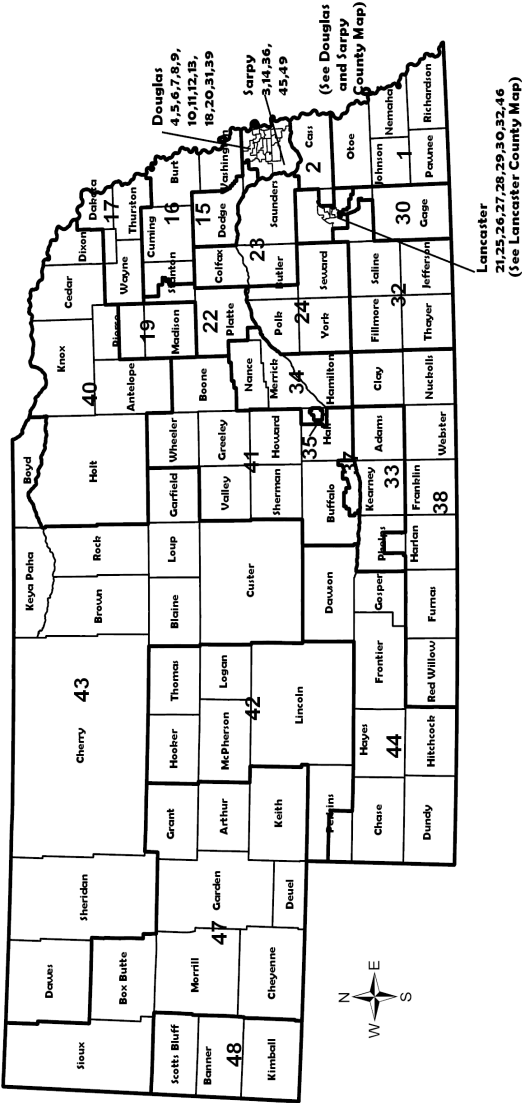 Sioux
Dawes
Sheridan
Box Butte
Scotts Bluff
Banner
48
Kimball
Morrill
47
Cheyenne
Garden
Deuel
Grant
Arthur
Keith
Perkins
Chase
Dundy
Cherry
43
Hooker
Thomas
McPherson
Logan
42
Lincoln
Hayes
44
Hitchcock
Frontier
Red Willow
Keya Paha
Brown
Rock
Blaine
Loup
Custer
Dawson
Gosper
Furnas
Phelps
Harlan
Boyd
Holt
Garfield
Wheeler
Valley
Greeley
41
Sherman
Howard
Buffalo
35
Hall
37
Kearney
33
Adams
Franklin
38
Webster
Knox
40
Antelope
Cedar
Pierce
19
Madison
Boone
22
Platte
Nance
Merrick
34
Hamilton
Clay
Nuckolls
Dixon
Dakota
17
Wayne
Thurston
Stanton
Cuming
16
Burt
Colfax
15
Dodge
Washington
23
Butler
Saunders
Polk
24
York
Seward
Fillmore
Saline
32
Thayer
Jefferson
30
Gage
2
Cass
Otoe
Johnson
Nemaha
1
Pawnee
Richardson
Douglas
4,5,6,7,8,9,
10,11,12,13,
18,20,31,39
Sarpy
3,14,36,
45,49
(See Douglas
and Sarpy
County Map)
Lancaster
21,25,26,27,28,29,30,32,46
(See Lancaster County Map)
N
W
E
S